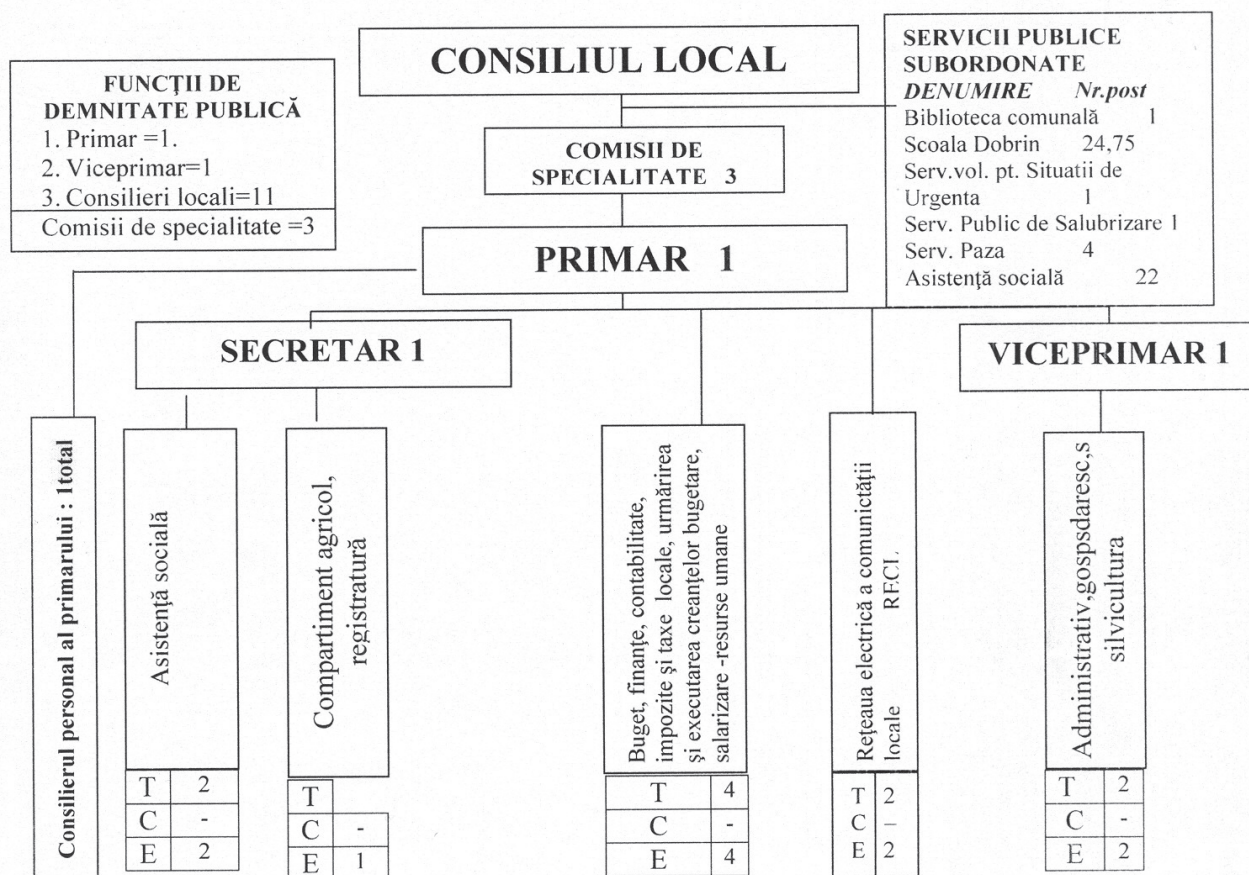 CONSILIUL LOCAL
FUNCŢII DE
DEMNITATE PUBLICĂ
1. Primar =1.
2. Viceprimar=1
3. Consilieri locali=11
Comisii de specialitate =3
COMISII DE
SPECIALITATE 3
SERVICII PUBLICE
SUBORDONATE
DENUMIRE Nr.post
Biblioteca comunală 1
Scoala Dobrin 24,75
Serv.vol. pt. Situatii de
Urgenta 1
Serv. Public de Salubrizare 1
Serv. Paza 4
Asistenţă socială 22
PRIMAR 1
SECRETAR 1
VICEPRIMAR 1
Consilierul personal al primarului : 1total
Asistenţă socială
T 2
C -
E 2
Compartiment agricol,
registratură
T
C -
E 1
Buget, finanţe, contabilitate,
impozite şi taxe locale, urmărirea
şi executarea creanţelor bugetare,
salarizare -resurse umane
T 4
C -
E 4
Reţeaua electrică a comunictăţii
locale RECL
T 2
C –
E 2
Administrativ,gospsdaresc,s
silvicultura
T 2
C -
E 2